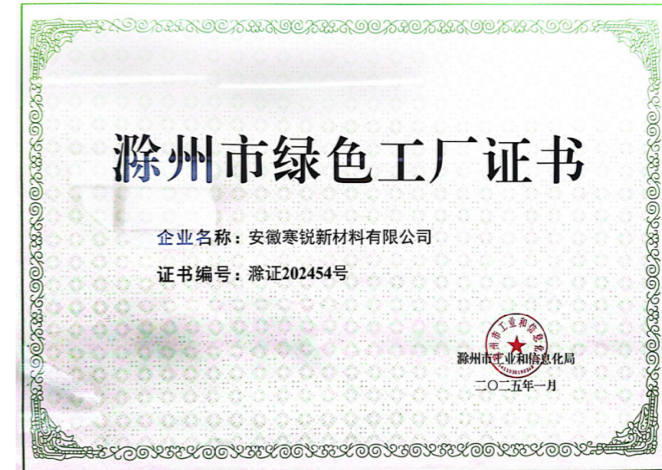 滁州市绿色工厂证书
企业名称：安徽寒锐新材料有限公司
证书编号：滁证202454号
滁州市工业和信息化局
二〇二五年一月